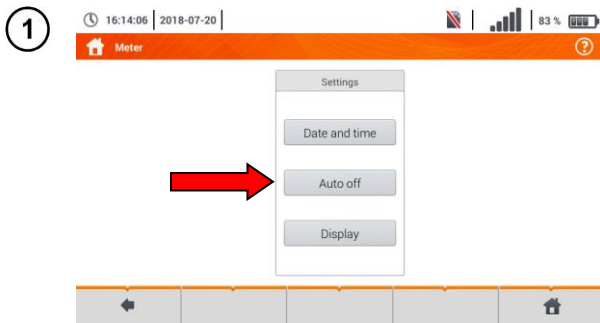 1
16:14:06 2018-07-20 83 %
Meter ?
Settings
Date and time
Auto off
Display